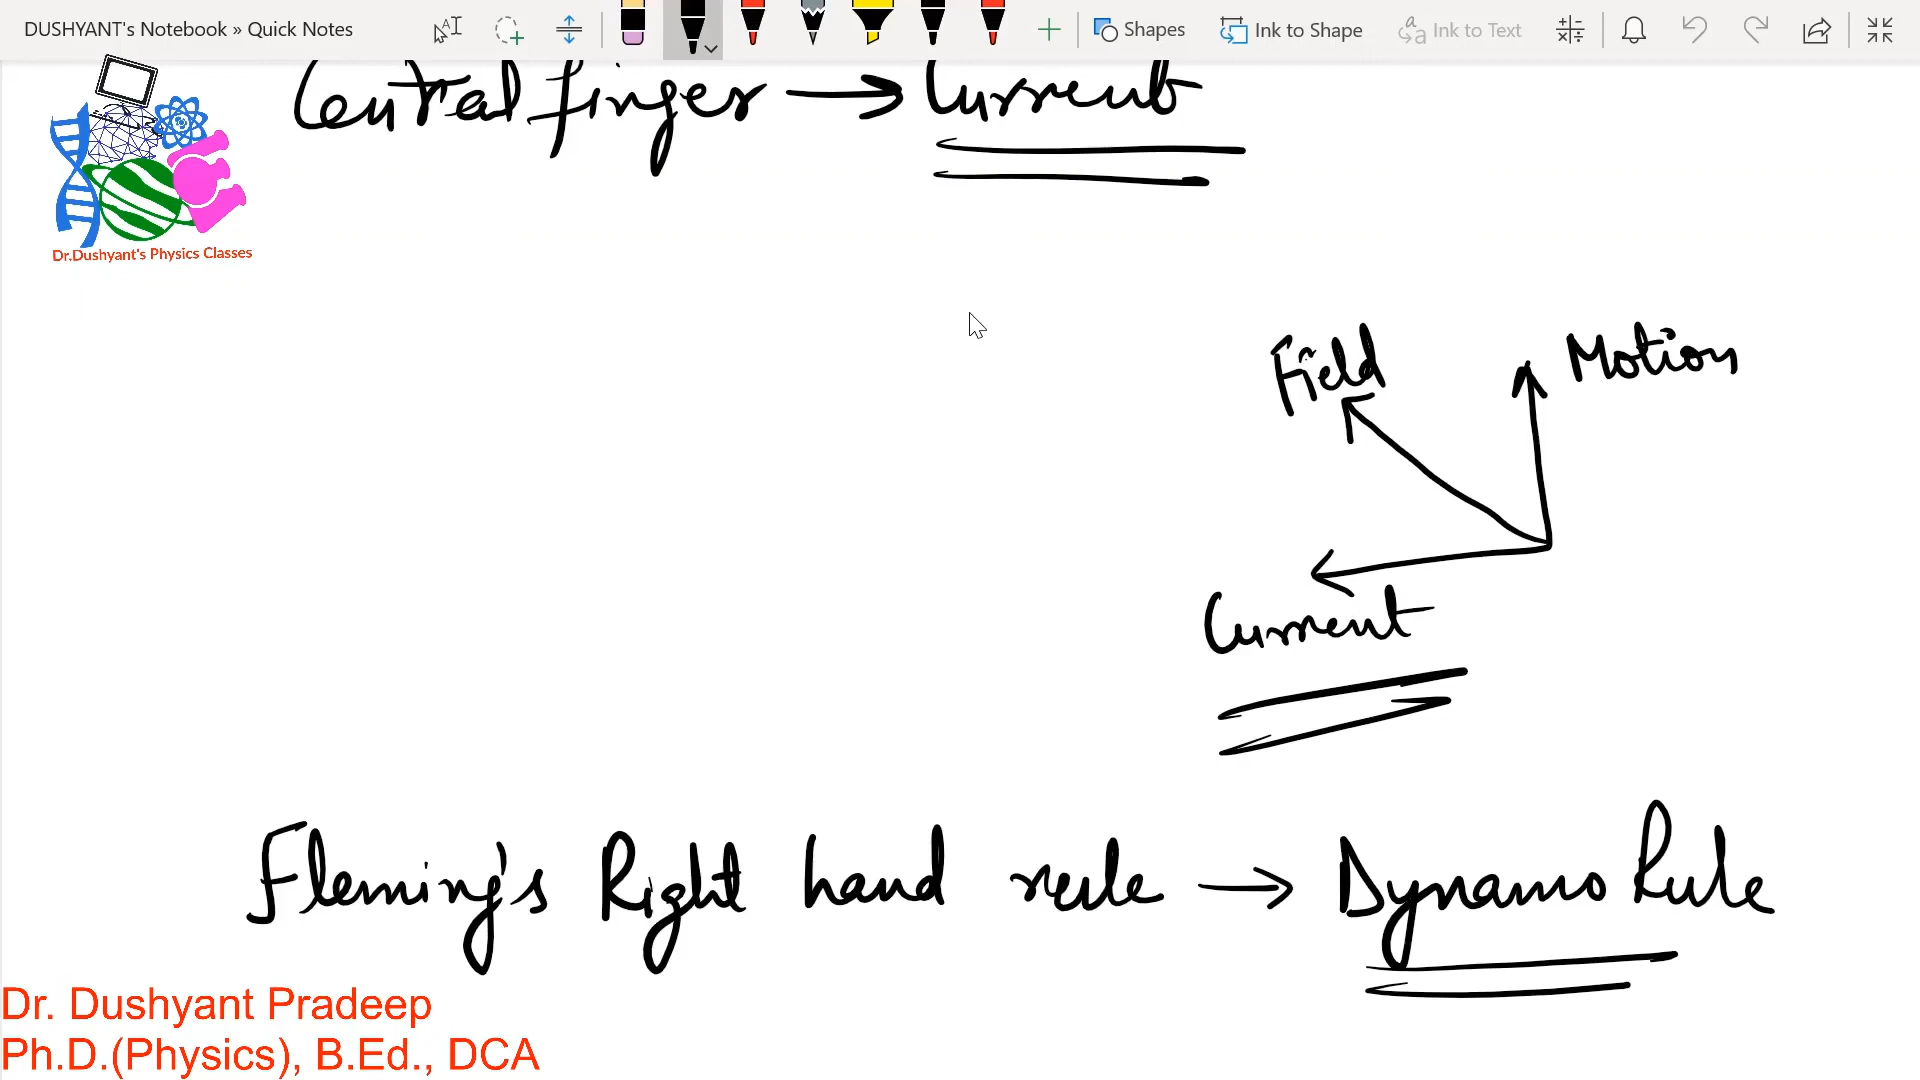 DUSHYANT's Notebook » Quick Notes
Shapes
Ink to Shape
Ink to Text
Central finger → Current
Dr.Dushyant's Physics Classes
Field
Motion
Current
Fleming's Right hand rule → Dynamo Rule
Dr. Dushyant Pradeep
Ph.D.(Physics), B.Ed., DCA